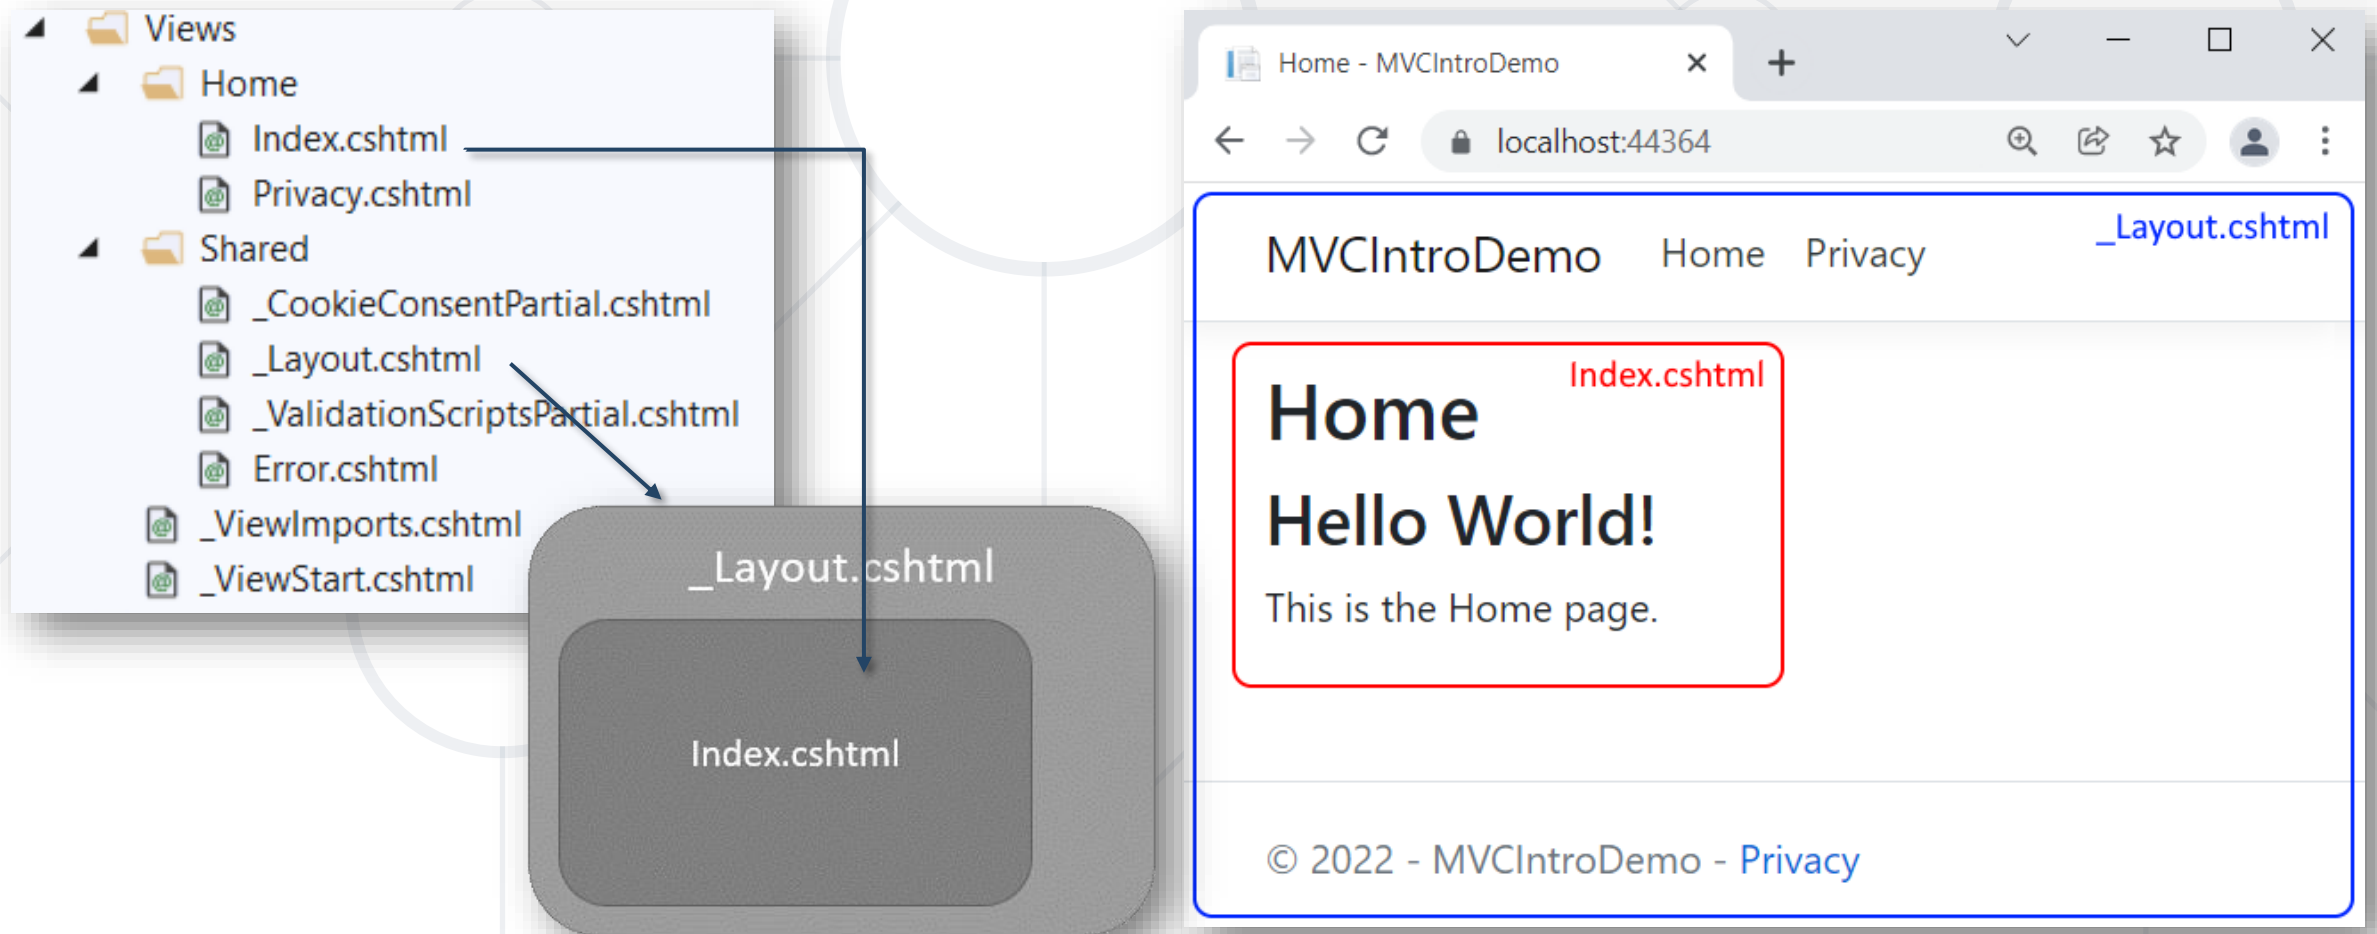 Views
Home
Index.cshtml
Privacy.cshtml
Shared
_CookieConsentPartial.cshtml
_Layout.cshtml
_ValidationScriptsPartial.cshtml
Error.cshtml
_ViewImports.cshtml
_ViewStart.cshtml
_Layout.cshtml
Index.cshtml
Home - MVCIntroDemo
localhost:44364
_Layout.cshtml
MVCIntroDemo Home Privacy
Index.cshtml
Home
Hello World!
This is the Home page.
© 2022 - MVCIntroDemo - Privacy